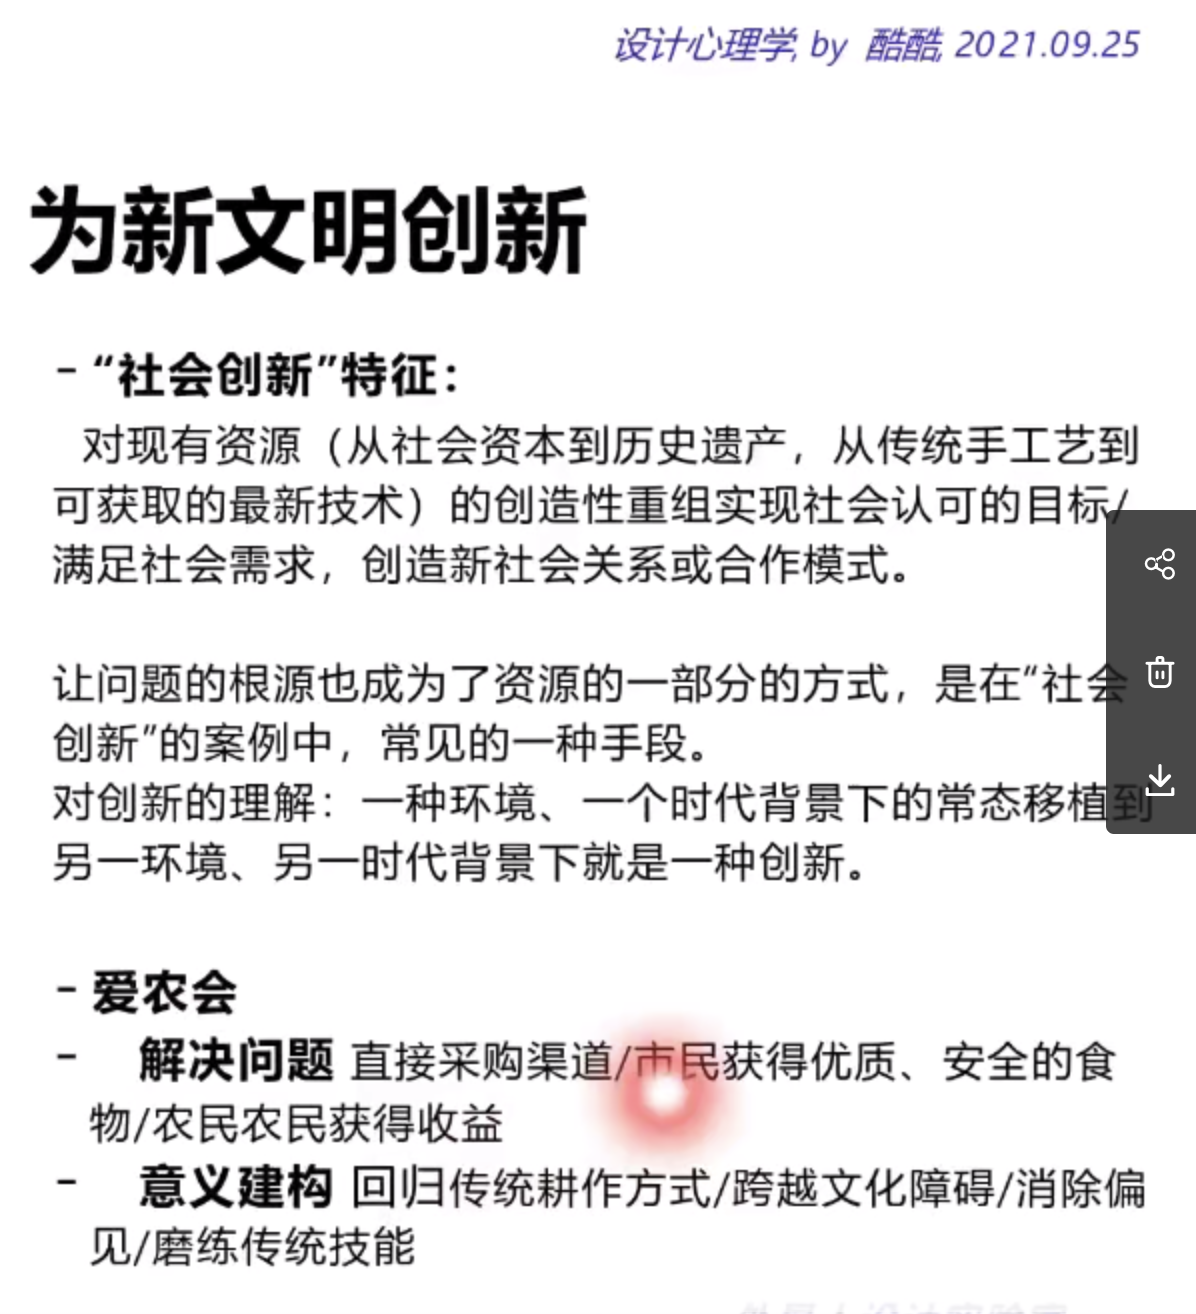 设计心理学, by 酷酷, 2021.09.25
为新文明创新
- “社会创新”特征：
对现有资源（从社会资本到历史遗产，从传统手工艺到
可获取的最新技术）的创造性重组实现社会认可的目标/
满足社会需求，创造新社会关系或合作模式。
让问题的根源也成为了资源的一部分的方式，是在“社会
创新”的案例中，常见的一种手段。
对创新的理解：一种环境、一个时代背景下的常态移植到
另一环境、另一时代背景下就是一种创新。
- 爱农会
- 解决问题 直接采购渠道/市民获得优质、安全的食
物/农民农民获得收益
- 意义建构 回归传统耕作方式/跨越文化障碍/消除偏
见/磨练传统技能